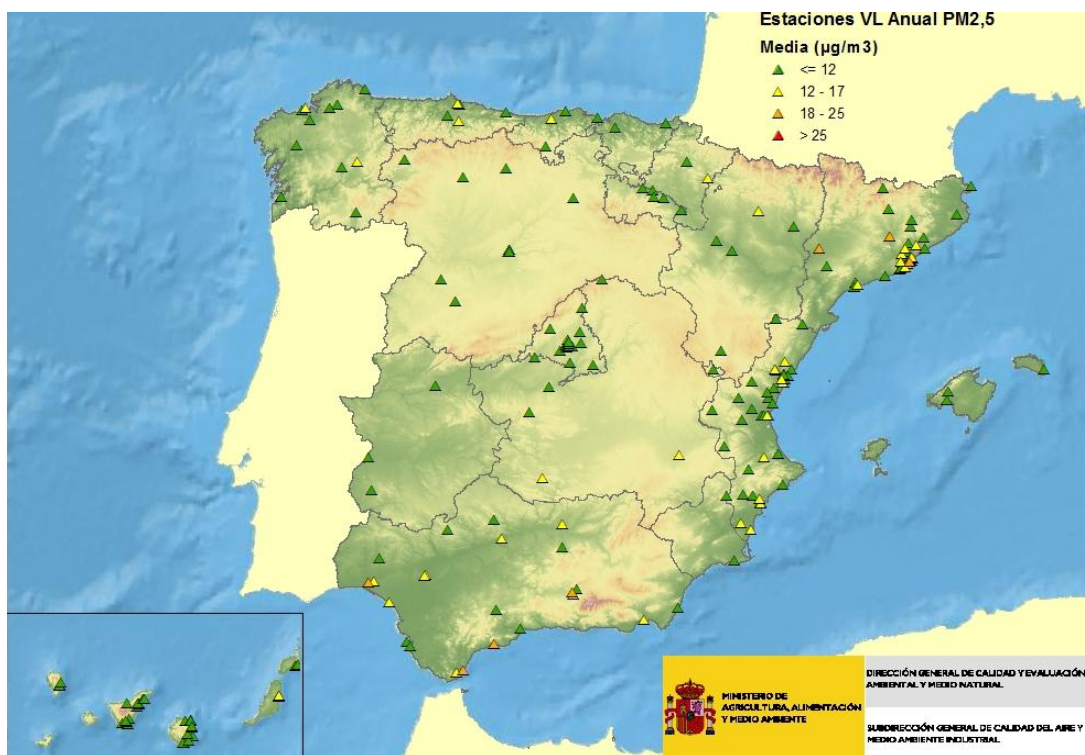 Estaciones VL Anual PM2,5
Media (µg/m3)
<= 12
12 - 17
18 - 25
> 25
MINISTERIO DE
AGRICULTURA, ALIMENTACIÓN
Y MEDIO AMBIENTE
DIRECCIÓN GENERAL DE CALIDAD Y EVALUACIÓN
AMBIENTAL Y MEDIO NATURAL
SUBDIRECCIÓN GENERAL DE CALIDAD DEL AIRE Y
MEDIO AMBIENTE INDUSTRIAL